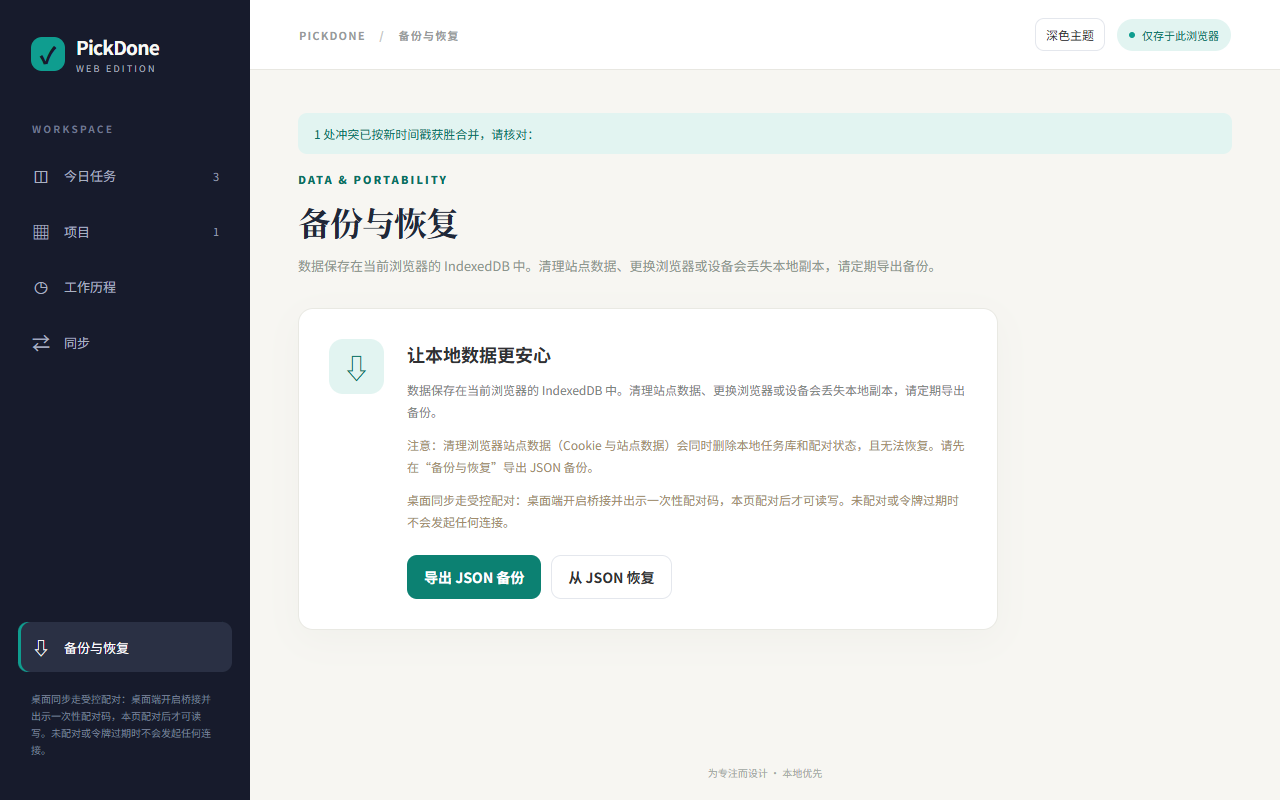 PickDone
WEB EDITION
WORKSPACE
今日任务 3
项目 1
工作历程
同步
备份与恢复
桌面同步走受控配对：桌面端开启桥接并
出示一次性配对码，本页配对后才可读
写。未配对或令牌过期时不会发起任何连
接。
PICKDONE / 备份与恢复
深色主题
仅存于此浏览器
1 处冲突已按新时间戳获胜合并，请核对：
DATA & PORTABILITY
备份与恢复
数据保存在当前浏览器的 IndexedDB 中。清理站点数据、更换浏览器或设备会丢失本地副本，请定期导出备份。
让本地数据更安心
数据保存在当前浏览器的 IndexedDB 中。清理站点数据、更换浏览器或设备会丢失本地副本，请定期导出
备份。
注意：清理浏览器站点数据（Cookie 与站点数据）会同时删除本地任务库和配对状态，且无法恢复。请先
在“备份与恢复”导出 JSON 备份。
桌面同步走受控配对：桌面端开启桥接并出示一次性配对码，本页配对后才可读写。未配对或令牌过期时
不会发起任何连接。
导出 JSON 备份
从 JSON 恢复
为专注而设计 · 本地优先